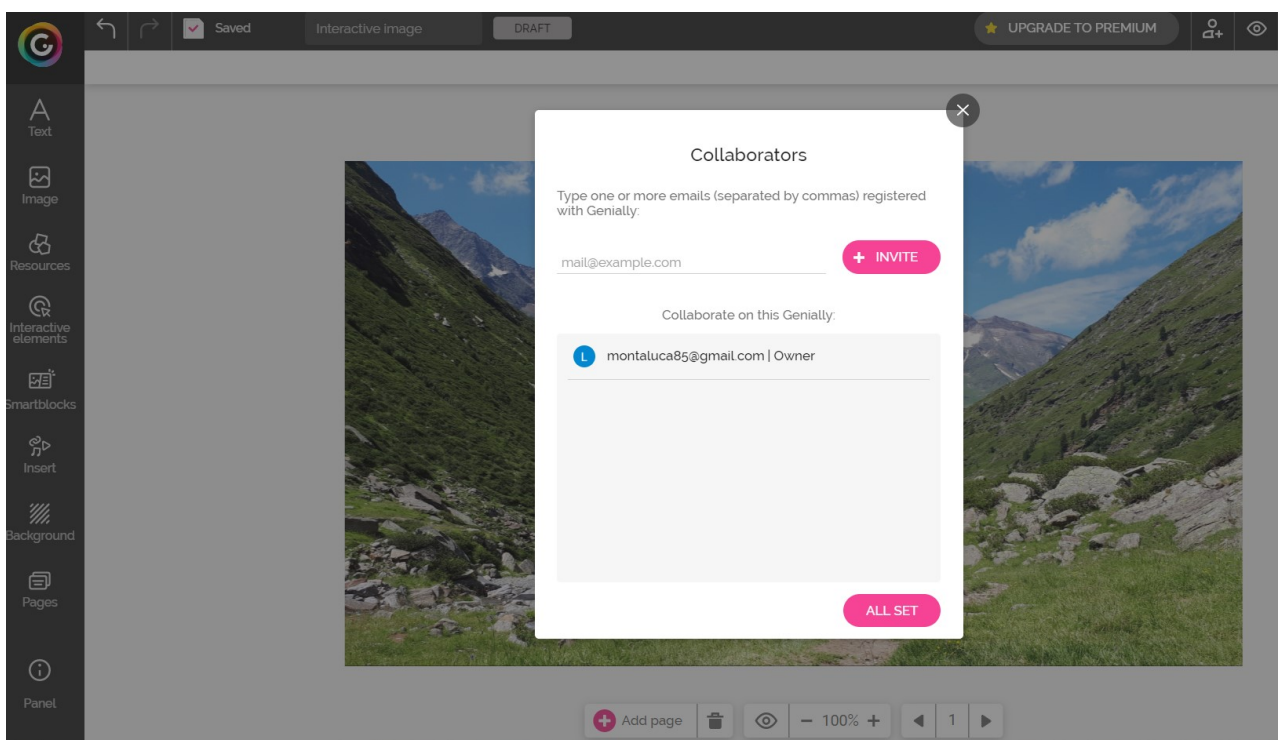 Saved
Interactive image
DRAFT
UPGRADE TO PREMIUM
Text
Image
Resources
Interactive
elements
Smartblocks
Insert
Background
Pages
Panel
Collaborators
Type one or more emails (separated by commas) registered
with Genially:
mail@example.com
+ INVITE
Collaborate on this Genially:
L montaluca85@gmail.com | Owner
ALL SET
Add page
100%
1